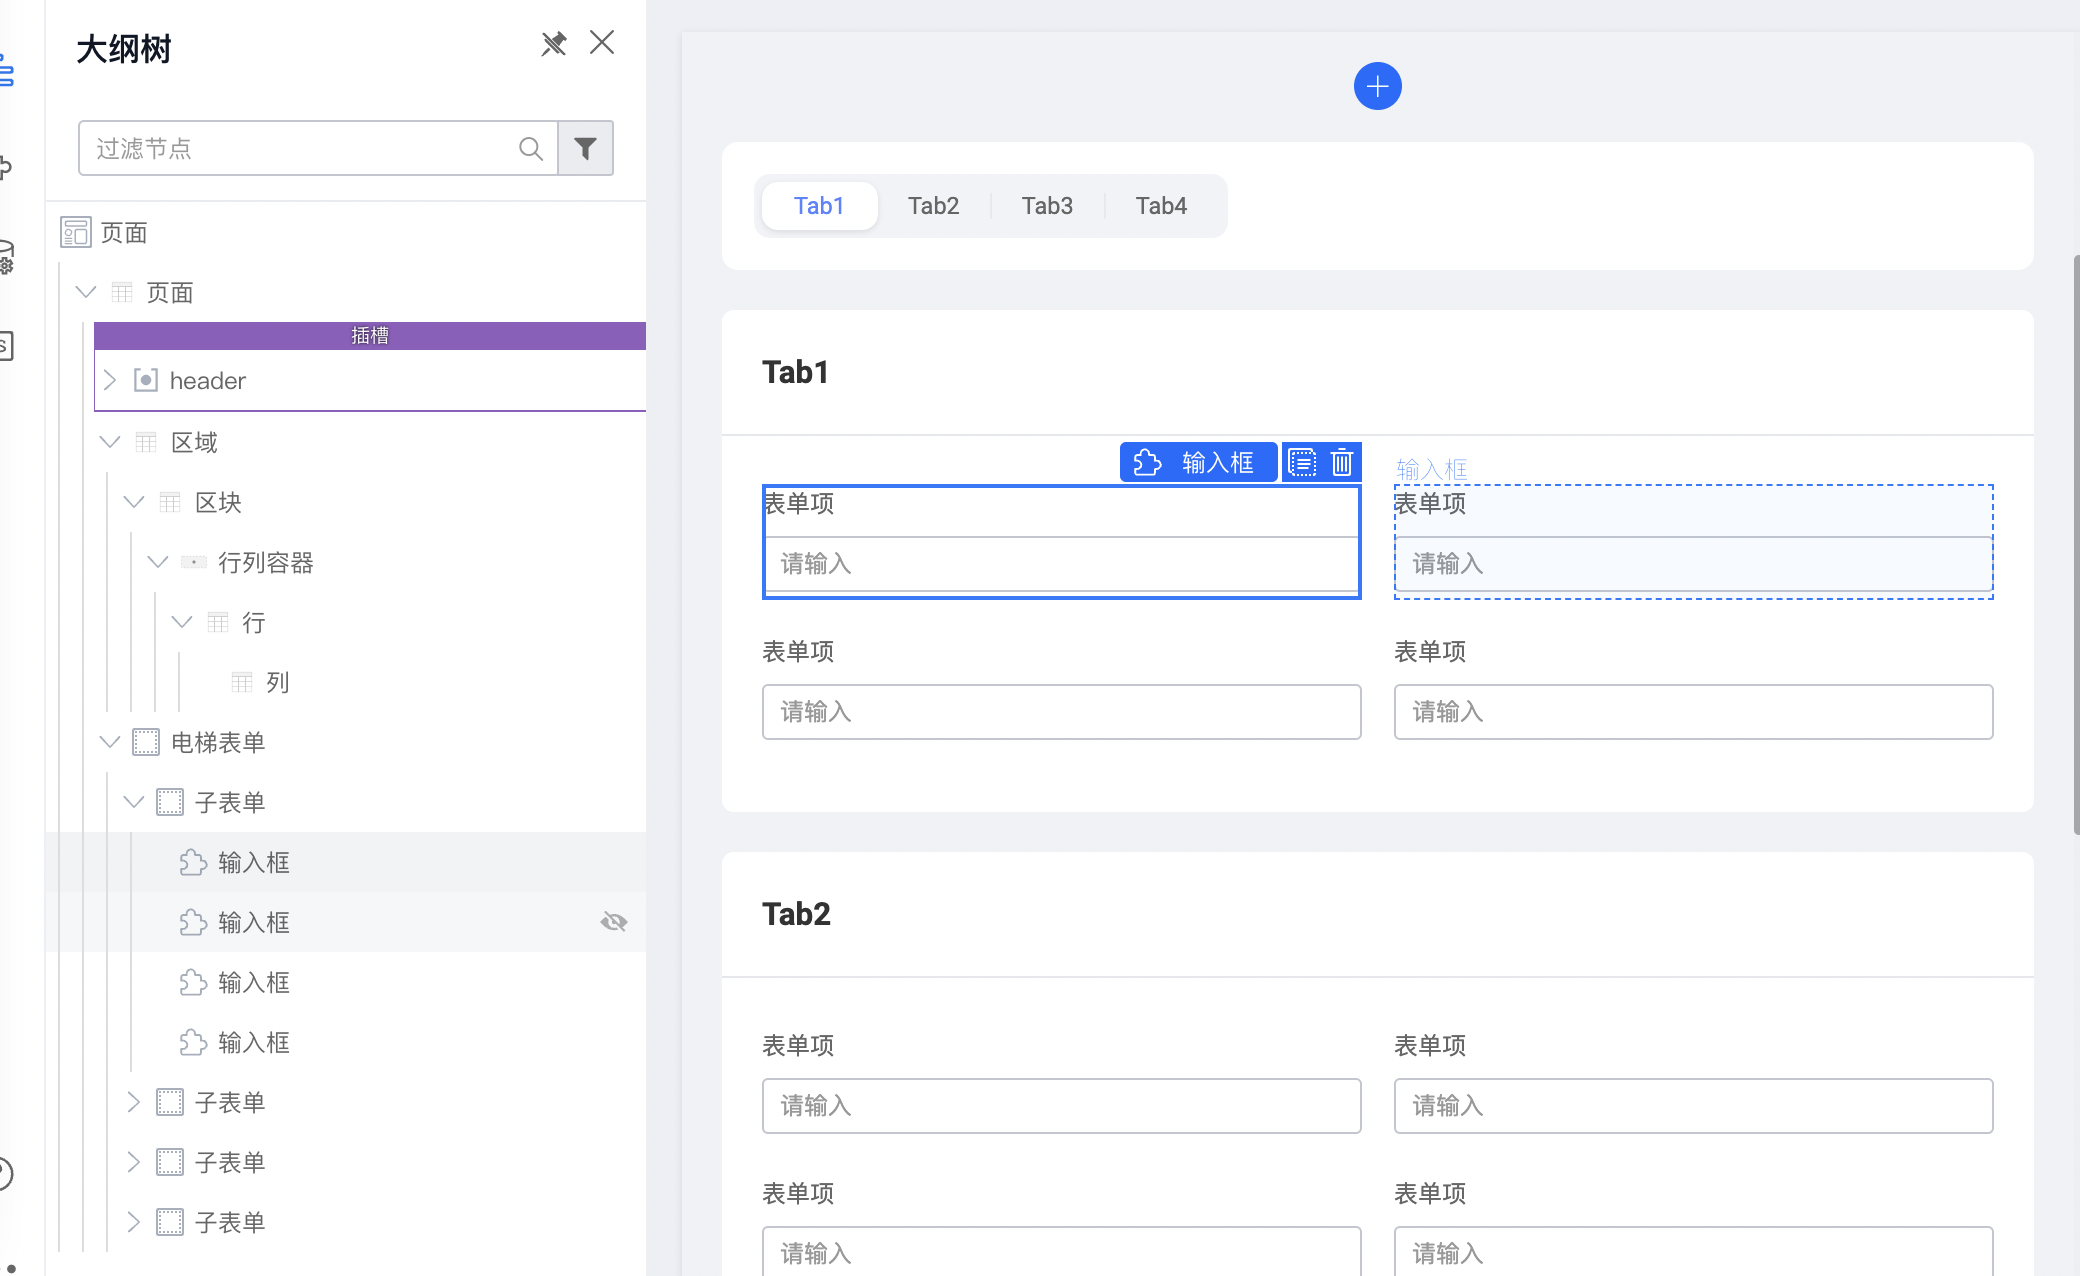 大纲树
过滤节点
页面
页面
插槽
header
区域
区块
行列容器
行
列
电梯表单
子表单
输入框
输入框
输入框
输入框
子表单
子表单
子表单
Tab1 Tab2 Tab3 Tab4
Tab1
输入框
输入框
表单项 表单项
请输入 请输入
表单项 表单项
请输入 请输入
Tab2
表单项 表单项
请输入 请输入
表单项 表单项
请输入 请输入